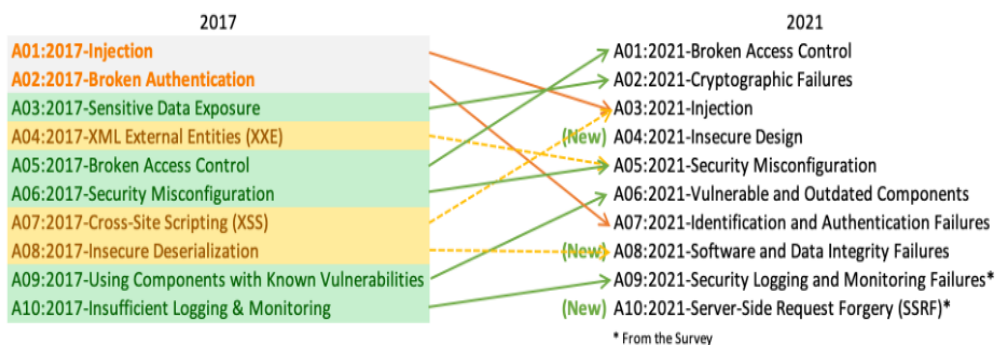 2017
2021
A01:2017-Injection
A01:2021-Broken Access Control
A02:2017-Broken Authentication
A02:2021-Cryptographic Failures
A03:2017-Sensitive Data Exposure
A03:2021-Injection
A04:2017-XML External Entities (XXE)
(New) A04:2021-Insecure Design
A05:2017-Broken Access Control
A05:2021-Security Misconfiguration
A06:2017-Security Misconfiguration
A06:2021-Vulnerable and Outdated Components
A07:2017-Cross-Site Scripting (XSS)
A07:2021-Identification and Authentication Failures
A08:2017-Insecure Deserialization
(New) A08:2021-Software and Data Integrity Failures
A09:2017-Using Components with Known Vulnerabilities
A09:2021-Security Logging and Monitoring Failures*
A10:2017-Insufficient Logging & Monitoring
(New) A10:2021-Server-Side Request Forgery (SSRF)*
* From the Survey